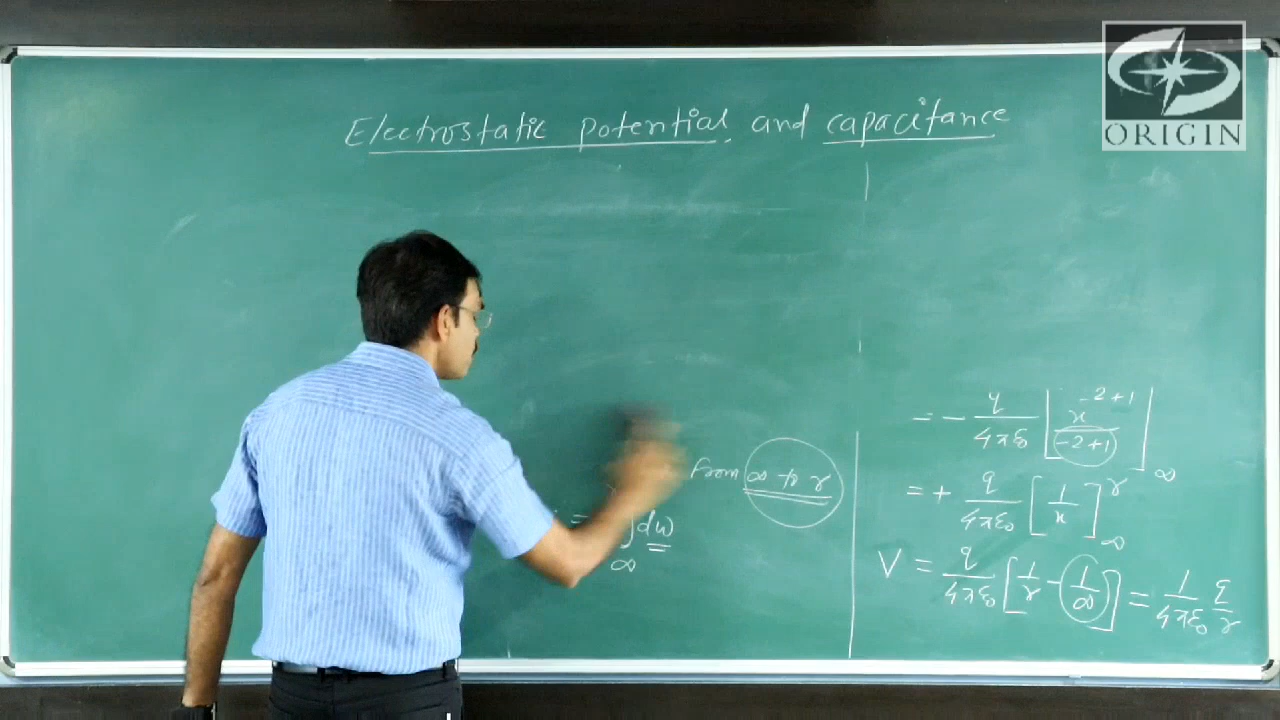 ORIGIN
Electrostatic potential and capacitance
from ∞ to r
= ∫ dw
∞
= - q/4πε₀ [x^(-2+1)/(-2+1)] ∞
= + q/4πε₀ [1/x] r ∞
V = q/4πε₀ [1/r - 1/∞] = 1/4πε₀ q/r